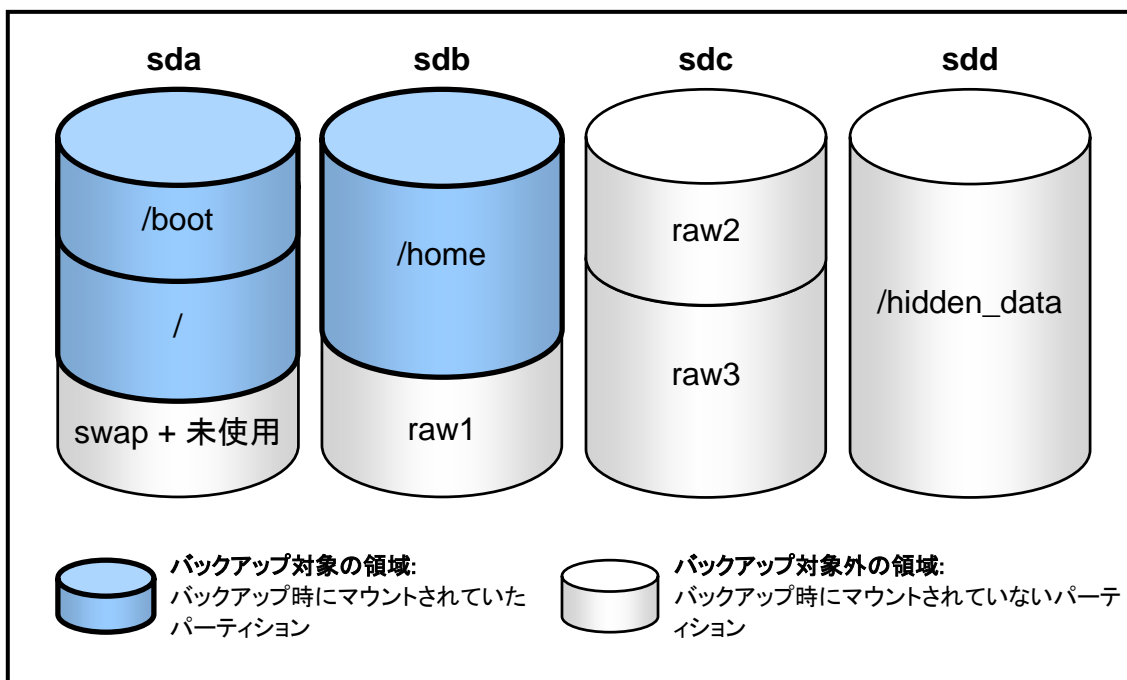 sda
sdb
sdc
sdd
/boot
/
swap + 未使用
/home
raw1
raw2
raw3
/hidden_data
バックアップ対象の領域:
バックアップ時にマウントされていた
パーティション
バックアップ対象外の領域:
バックアップ時にマウントされていないパーテ
ィション